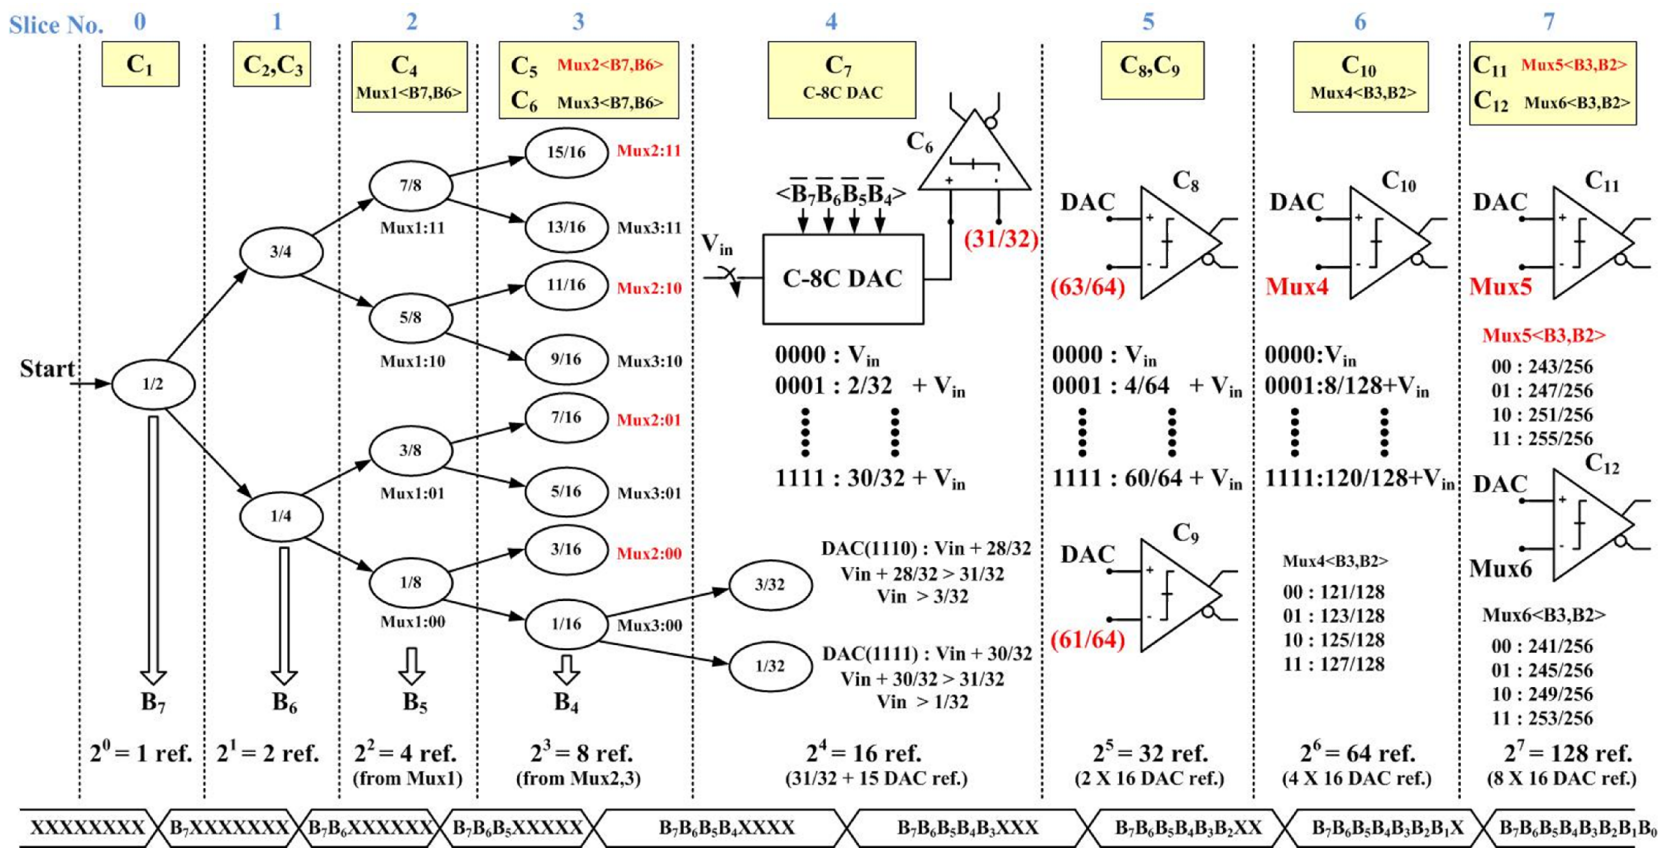 Slice No. 0 1 2 3 4 5 6 7
C1
C2,C3
C4
Mux1<B7,B6>
C5 Mux2<B7,B6>
C6 Mux3<B7,B6>
C7
C-8C DAC
C8,C9
C10
Mux4<B3,B2>
C11 Mux5<B3,B2>
C12 Mux6<B3,B2>
Start
1/2
B7
2^0 = 1 ref.
3/4
1/4
B6
2^1 = 2 ref.
7/8
Mux1:11
5/8
Mux1:10
3/8
Mux1:01
1/8
Mux1:00
B5
2^2 = 4 ref.
(from Mux1)
15/16 Mux2:11
13/16 Mux3:11
11/16 Mux2:10
9/16 Mux3:10
7/16 Mux2:01
5/16 Mux3:01
3/16 Mux2:00
1/16 Mux3:00
B4
2^3 = 8 ref.
(from Mux2,3)
C6
+ -
<B̅7B̅6B̅5B̅4>
(31/32)
Vin
C-8C DAC
0000 : Vin
0001 : 2/32 + Vin
1111 : 30/32 + Vin
3/32
DAC(1110) : Vin + 28/32
Vin + 28/32 > 31/32
Vin > 3/32
1/32
DAC(1111) : Vin + 30/32
Vin + 30/32 > 31/32
Vin > 1/32
2^4 = 16 ref.
(31/32 + 15 DAC ref.)
C8
DAC
+
-
(63/64)
0000 : Vin
0001 : 4/64 + Vin
1111 : 60/64 + Vin
C9
DAC
+
-
(61/64)
2^5 = 32 ref.
(2 X 16 DAC ref.)
C10
DAC
+
-
Mux4
0000:Vin
0001:8/128+Vin
1111:120/128+Vin
Mux4<B3,B2>
00 : 121/128
01 : 123/128
10 : 125/128
11 : 127/128
2^6 = 64 ref.
(4 X 16 DAC ref.)
C11
DAC
+
-
Mux5
Mux5<B3,B2>
00 : 243/256
01 : 247/256
10 : 251/256
11 : 255/256
C12
DAC
+
-
Mux6
Mux6<B3,B2>
00 : 241/256
01 : 245/256
10 : 249/256
11 : 253/256
2^7 = 128 ref.
(8 X 16 DAC ref.)
XXXXXXXX B7XXXXXXX B7B6XXXXXX B7B6B5XXXXX B7B6B5B4XXXX B7B6B5B4B3XXX B7B6B5B4B3B2XX B7B6B5B4B3B2B1X B7B6B5B4B3B2B1B0